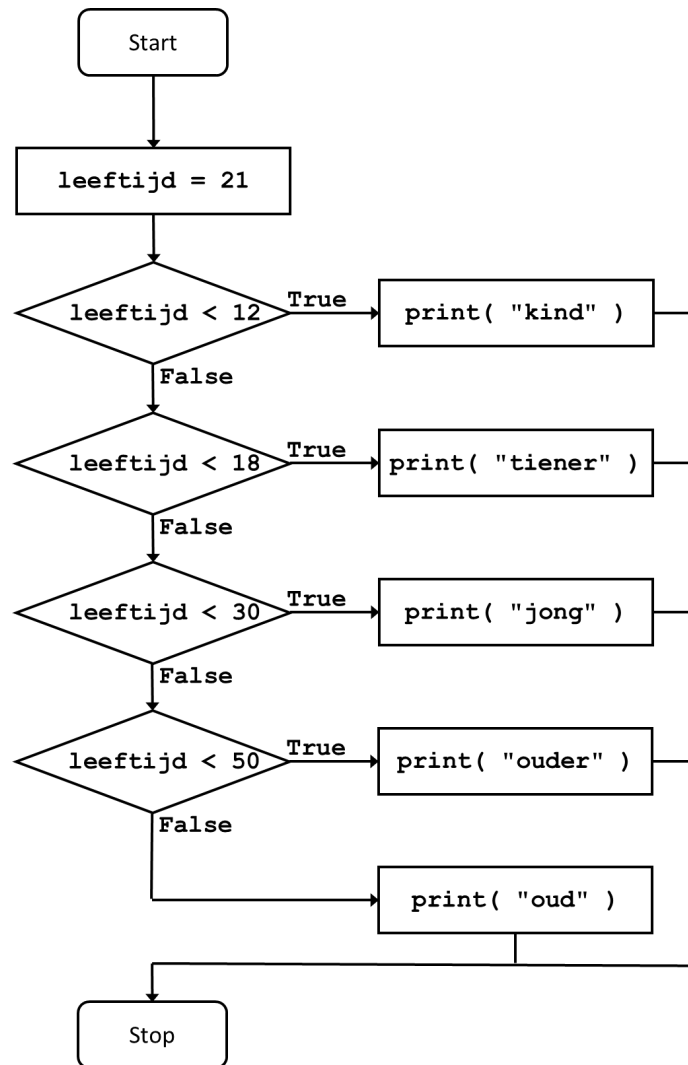 Start
leeftijd = 21
leeftijd < 12
True
print( "kind" )
False
leeftijd < 18
True
print( "tiener" )
False
leeftijd < 30
True
print( "jong" )
False
leeftijd < 50
True
print( "ouder" )
False
print( "oud" )
Stop